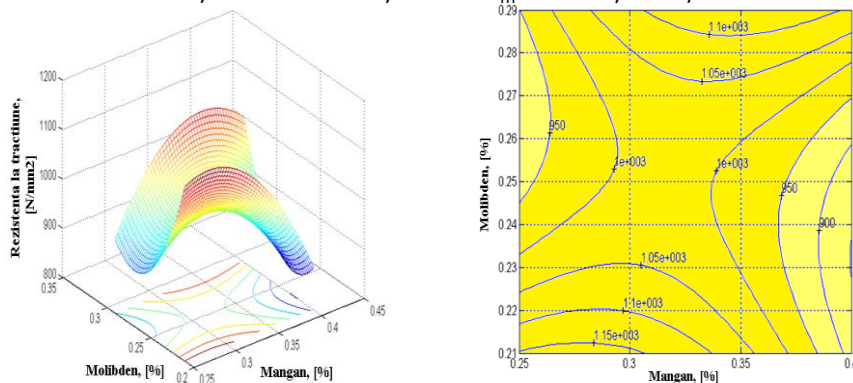 Rezistenta la tractiune,
[N/mm2]
1200
1100
1000
900
800
0.35
0.3
0.25
0.2
Molibden, [%]
0.25
0.3
0.35
0.4
0.45
Mangan, [%]
Molibden, [%]
0.29
0.28
0.27
0.26
0.25
0.24
0.23
0.22
0.21
1.1e+003
1.05e+003
950
1e+003
1e+003
950
900
1.05e+003
1.1e+003
1.15e+003
0.25
0.3
0.35
Mangan, [%]